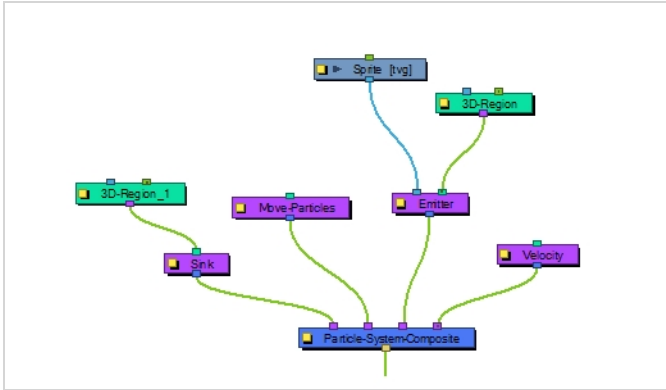 Sprite [tvg]
3D-Region
3D-Region_1
Move-Particles
Emitter
Sink
Velocity
Particle-System-Composite